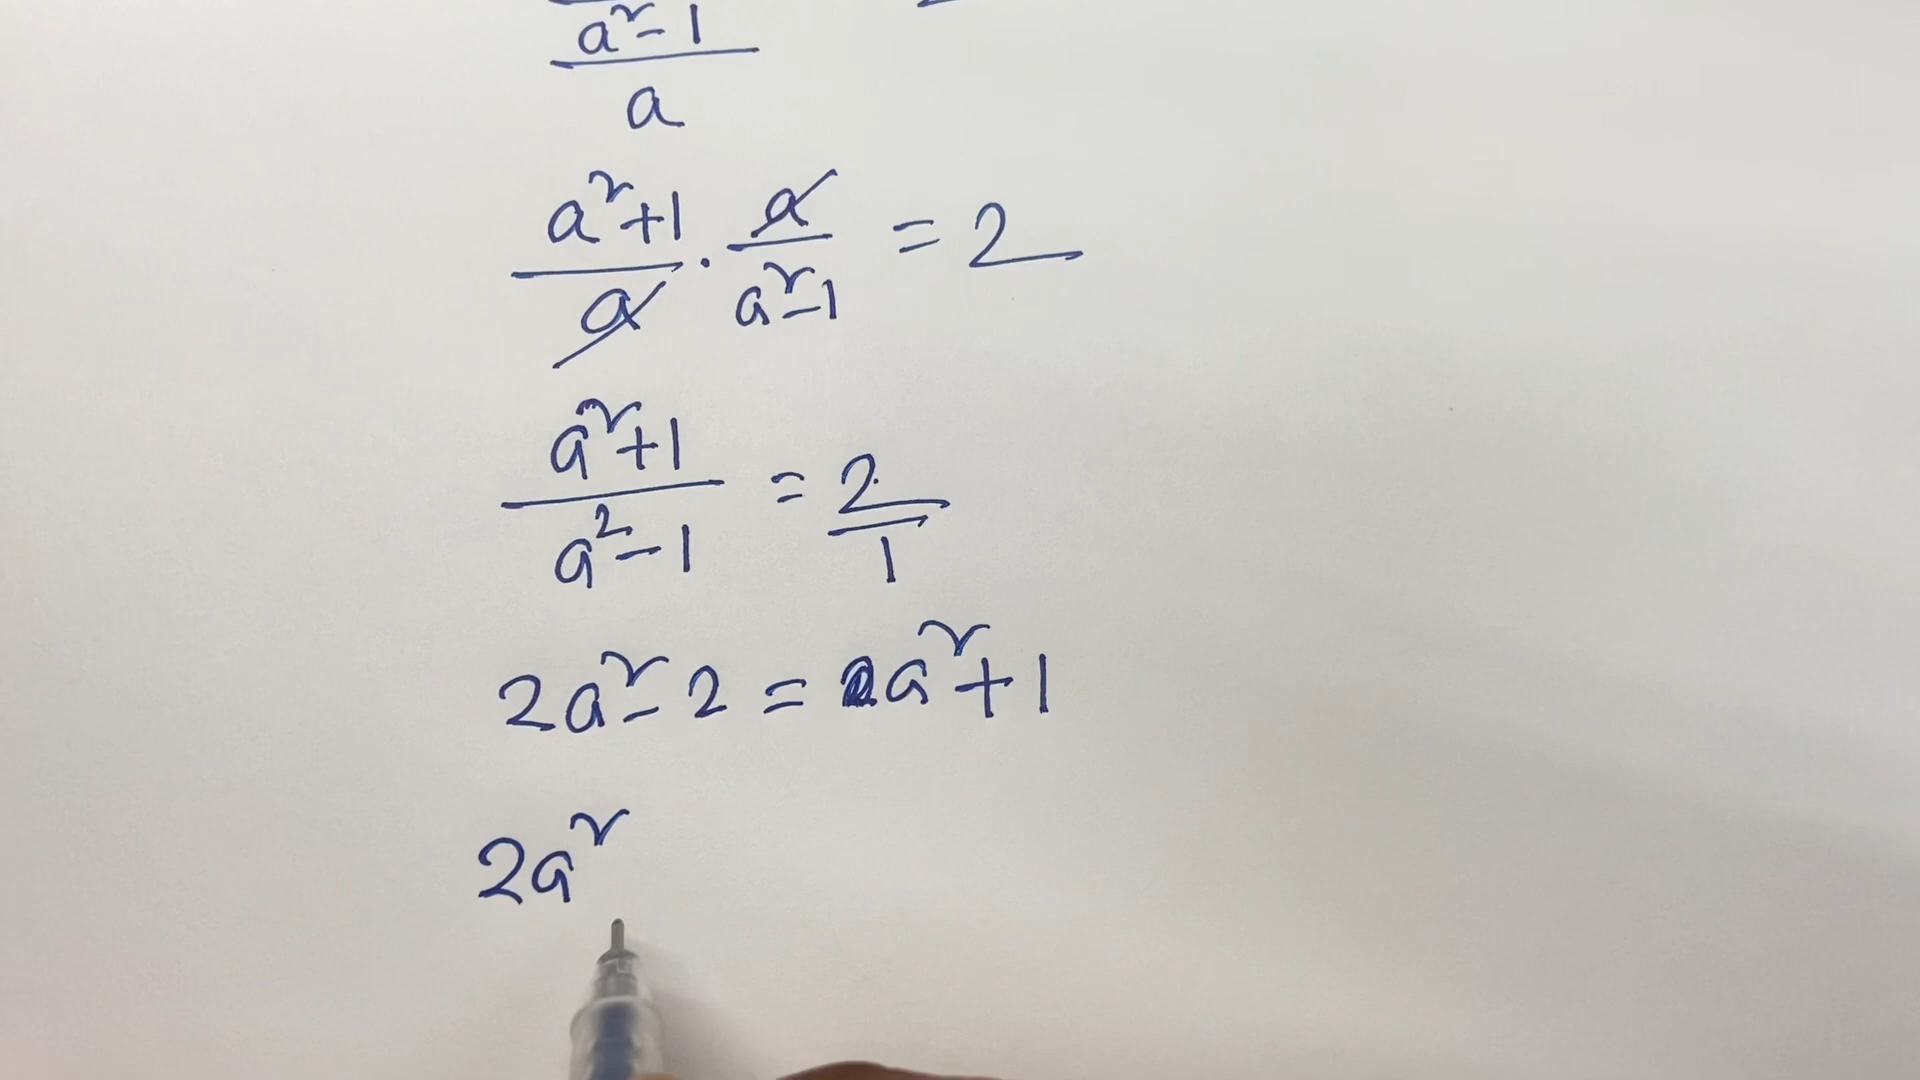 a²-1
a
a²+1 / a · a / a²-1 = 2
a²+1 / a²-1 = 2 / 1
2a²-2 = a²+1
2a²